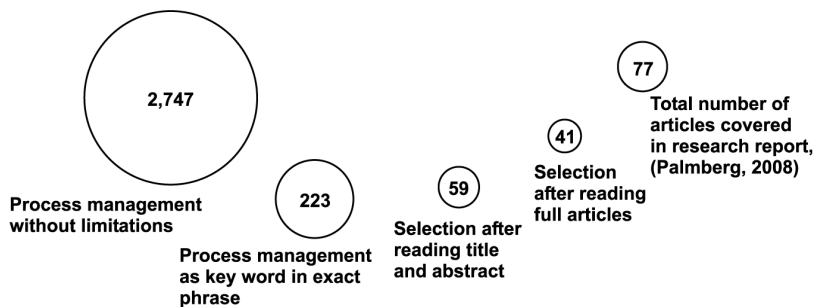 2,747
Process management
without limitations
223
Process management
as key word in exact
phrase
59
Selection after
reading title
and abstract
41
Selection
after reading
full articles
77
Total number of
articles covered
in research report,
(Palmberg, 2008)